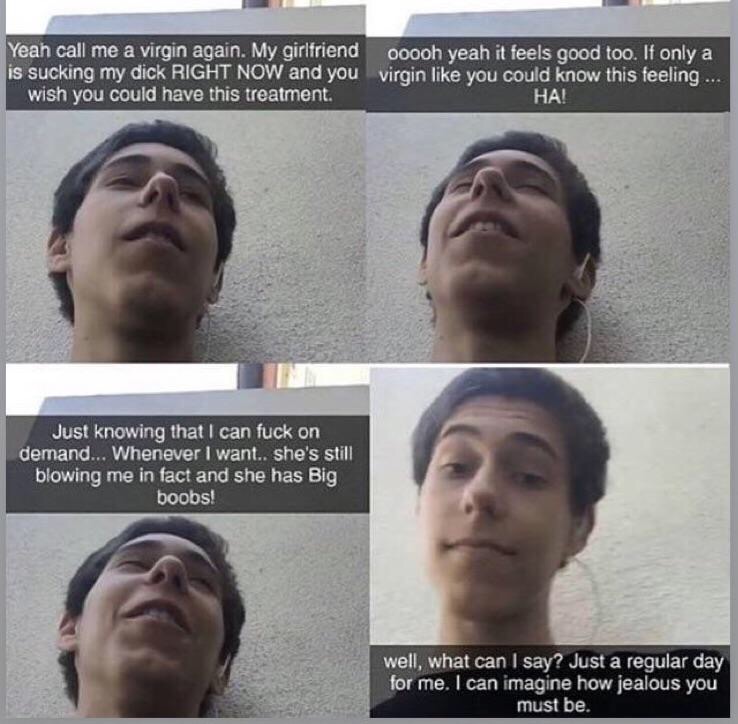 Yeah call me a virgin again. My girlfriend
is sucking my dick RIGHT NOW and you
wish you could have this treatment.
ooooh yeah it feels good too. If only a
virgin like you could know this feeling ...
HA!
Just knowing that I can fuck on
demand... Whenever I want.. she's still
blowing me in fact and she has Big
boobs!
well, what can I say? Just a regular day
for me. I can imagine how jealous you
must be.